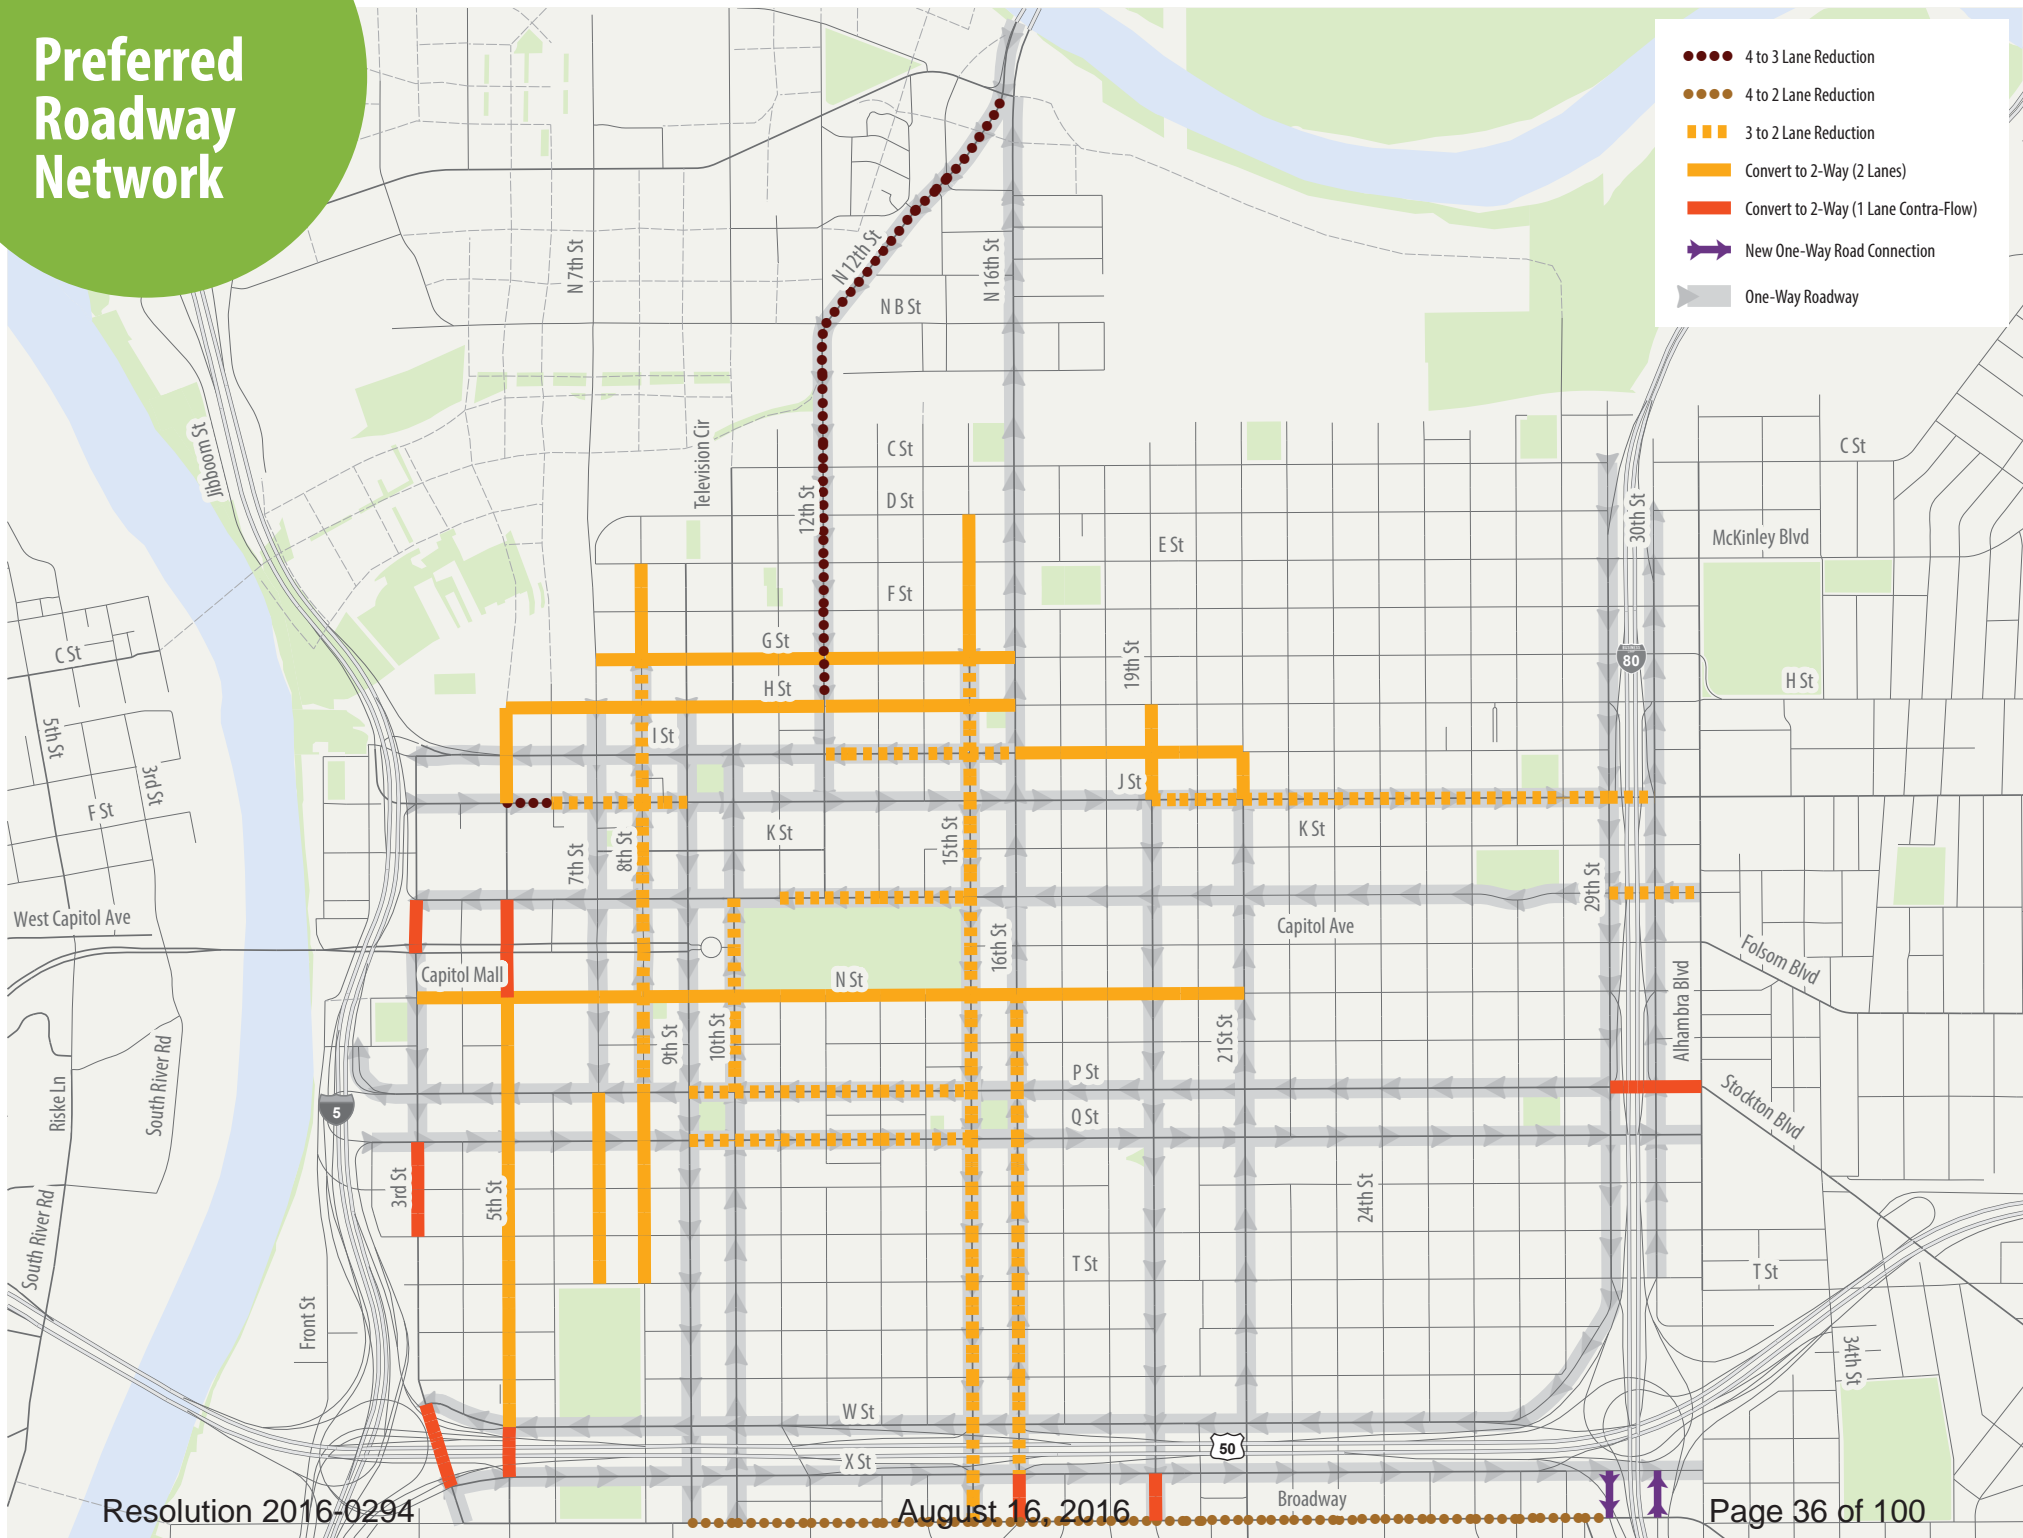 Preferred
Roadway
Network
4 to 3 Lane Reduction
4 to 2 Lane Reduction
3 to 2 Lane Reduction
Convert to 2-Way (2 Lanes)
Convert to 2-Way (1 Lane Contra-Flow)
New One-Way Road Connection
One-Way Roadway
N 7th St
N 12th St
N 16th St
N B St
Jibboom St
Television Cir
12th St
C St
D St
E St
F St
G St
H St
I St
J St
K St
K St
C St
30th St
McKinley Blvd
19th St
BUSINESS
80
H St
C St
5th St
3rd St
F St
7th St
8th St
15th St
29th St
West Capitol Ave
Capitol Ave
16th St
Folsom Blvd
Capitol Mall
N St
9th St
10th St
21St St
Alhambra Blvd
Riske Ln
South River Rd
5
P St
Q St
Stockton Blvd
3rd St
5th St
24th St
South River Rd
T St
T St
Front St
34th St
W St
50
X St
Broadway
Resolution 2016-0294
August 16, 2016
Page 36 of 100